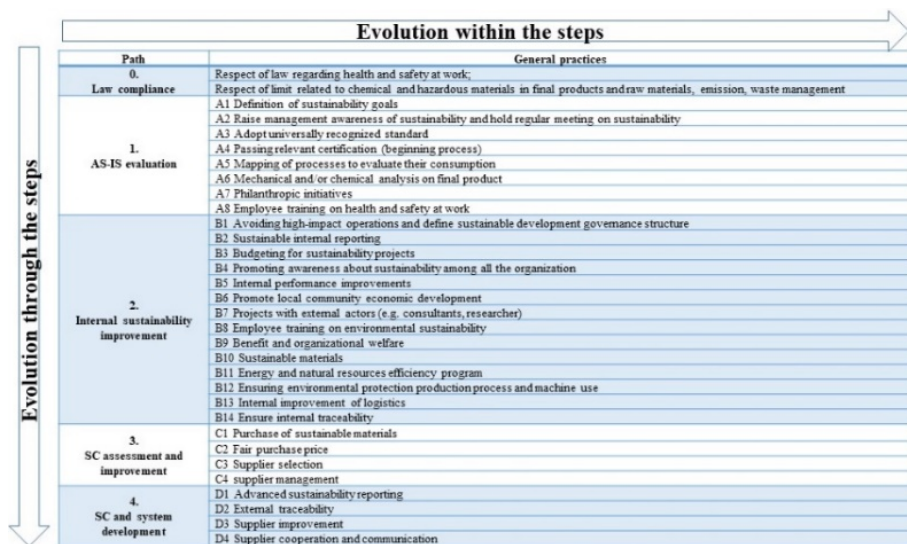 Evolution within the steps
Evolution through the steps
Path
General practices
0.
Law compliance
Respect of law regarding health and safety at work;
Respect of limit related to chemical and hazardous materials in final products and raw materials, emission, waste management
1.
AS-IS evaluation
A1 Definition of sustainability goals
A2 Raise management awareness of sustainability and hold regular meeting on sustainability
A3 Adopt universally recognized standard
A4 Passing relevant certification (beginning process)
A5 Mapping of processes to evaluate their consumption
A6 Mechanical and/or chemical analysis on final product
A7 Philanthropic initiatives
A8 Employee training on health and safety at work
2.
Internal sustainability
improvement
B1 Avoiding high-impact operations and define sustainable development governance structure
B2 Sustainable internal reporting
B3 Budgeting for sustainability projects
B4 Promoting awareness about sustainability among all the organization
B5 Internal performance improvements
B6 Promote local community economic development
B7 Projects with external actors (e.g. consultants, researcher)
B8 Employee training on environmental sustainability
B9 Benefit and organizational welfare
B10 Sustainable materials
B11 Energy and natural resources efficiency program
B12 Ensuring environmental protection production process and machine use
B13 Internal improvement of logistics
B14 Ensure internal traceability
3.
SC assessment and
improvement
C1 Purchase of sustainable materials
C2 Fair purchase price
C3 Supplier selection
C4 supplier management
4.
SC and system
development
D1 Advanced sustainability reporting
D2 External traceability
D3 Supplier improvement
D4 Supplier cooperation and communication